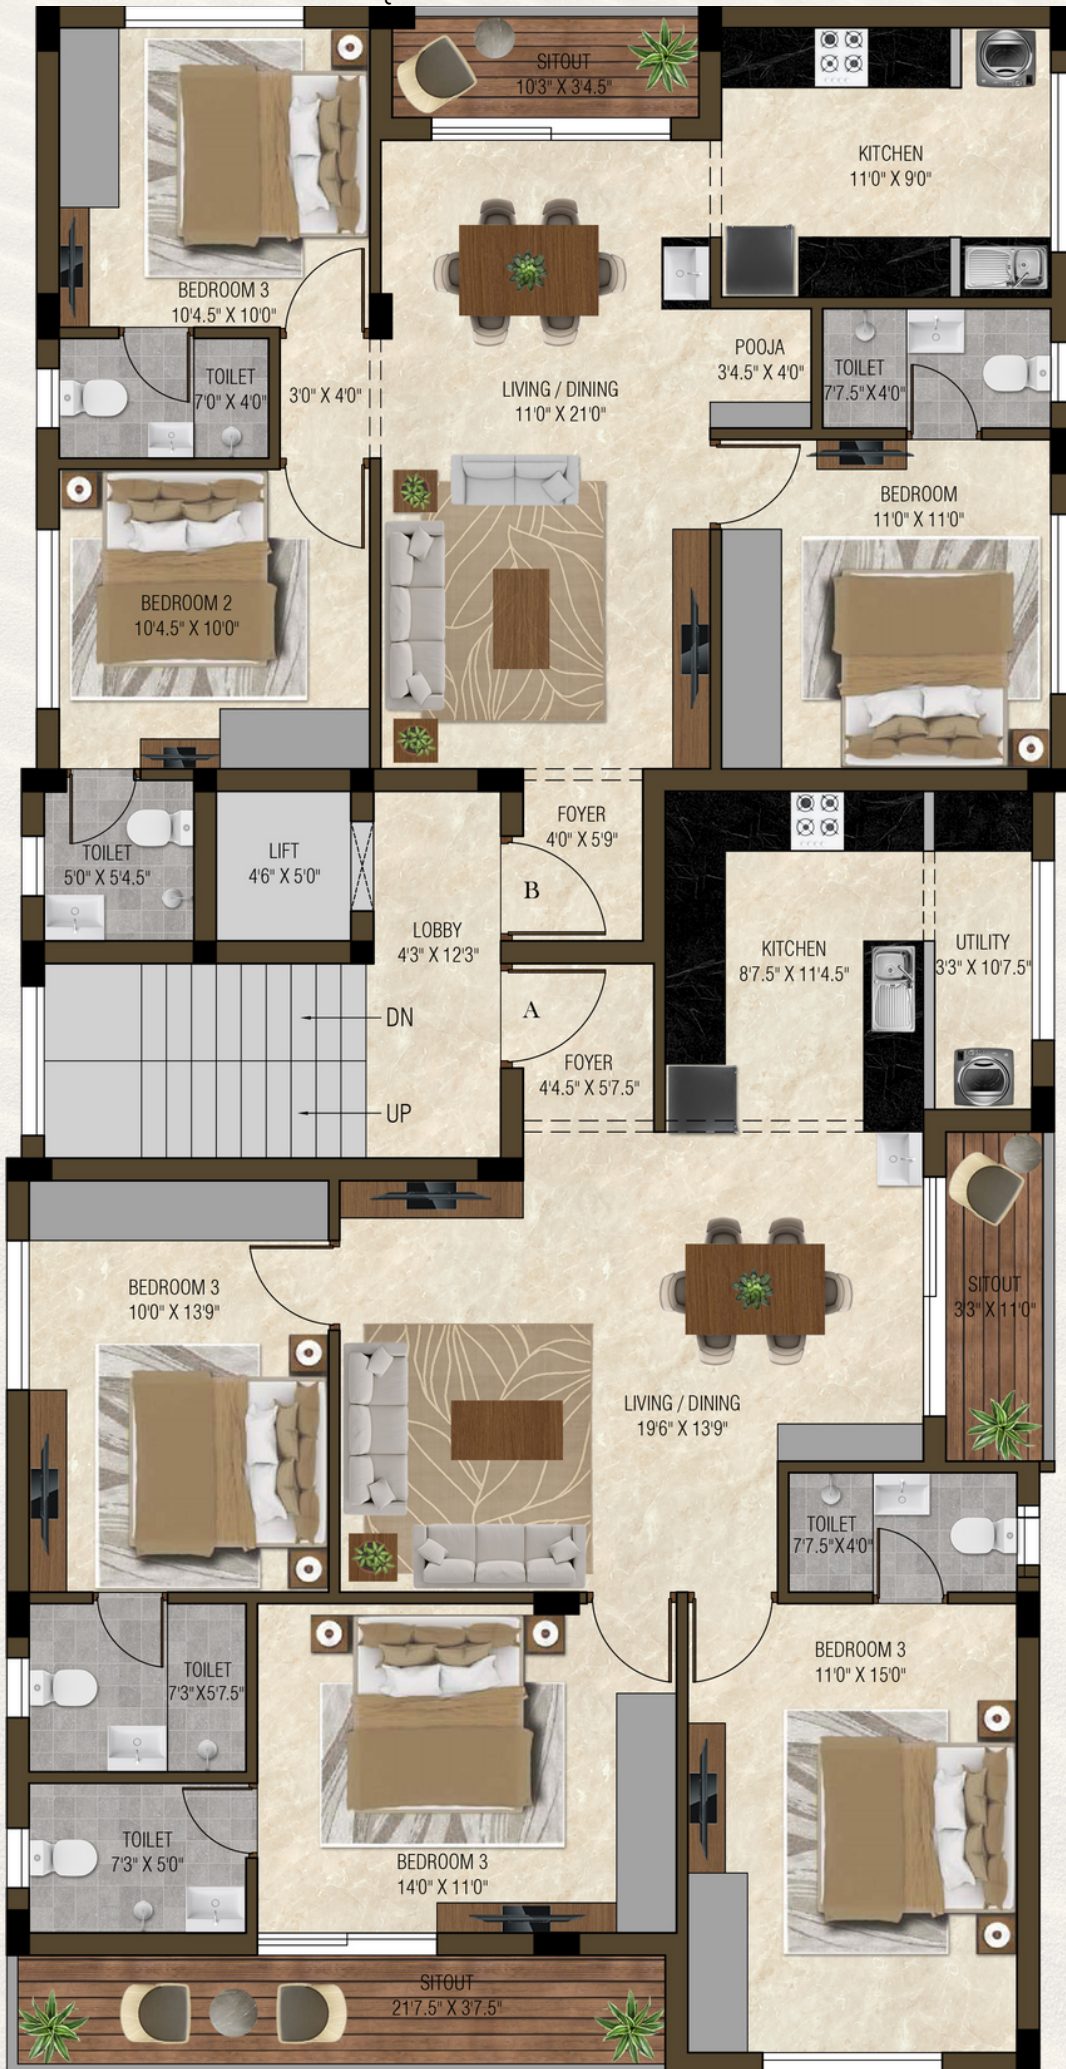 SITOUT
10'3" X 3'4.5"
KITCHEN
11'0" X 9'0"
BEDROOM 3
10'4.5" X 10'0"
POOJA
3'4.5" X 4'0"
TOILET
7'7.5"X 4'0"
TOILET
7'0" X 4'0"
3'0" X 4'0"
LIVING / DINING
11'0" X 21'0"
BEDROOM
11'0" X 11'0"
BEDROOM 2
10'4.5" X 10'0"
FOYER
4'0" X 5'9"
TOILET
5'0" X 5'4.5"
LIFT
4'6" X 5'0"
B
LOBBY
4'3" X 12'3"
KITCHEN
8'7.5" X 11'4.5"
UTILITY
3'3" X 10'7.5"
A
DN
FOYER
4'4.5" X 5'7.5"
UP
BEDROOM 3
10'0" X 13'9"
SITOUT
3'3" X 11'0"
LIVING / DINING
19'6" X 13'9"
TOILET
7'7.5"X4'0"
BEDROOM 3
11'0" X 15'0"
TOILET
7'3"X5'7.5"
TOILET
7'3" X 5'0"
BEDROOM 3
14'0" X 11'0"
SITOUT
21'7.5" X 3'7.5"